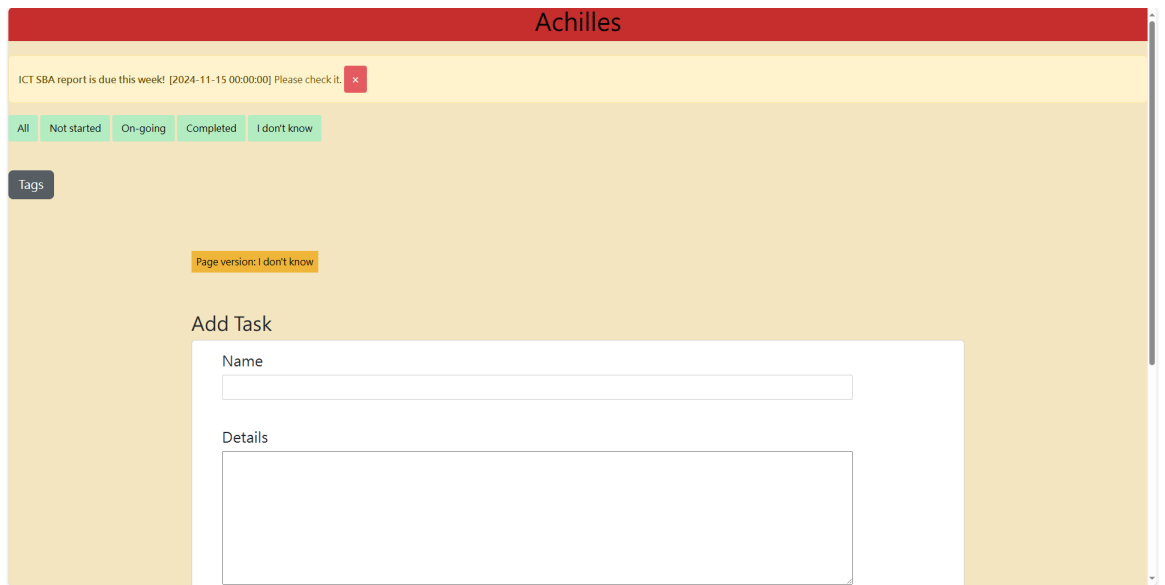 Achilles
ICT SBA report is due this week! [2024-11-15 00:00:00] Please check it. ×
All Not started On-going Completed I don't know
Tags
Page version: I don't know
Add Task
Name
Details